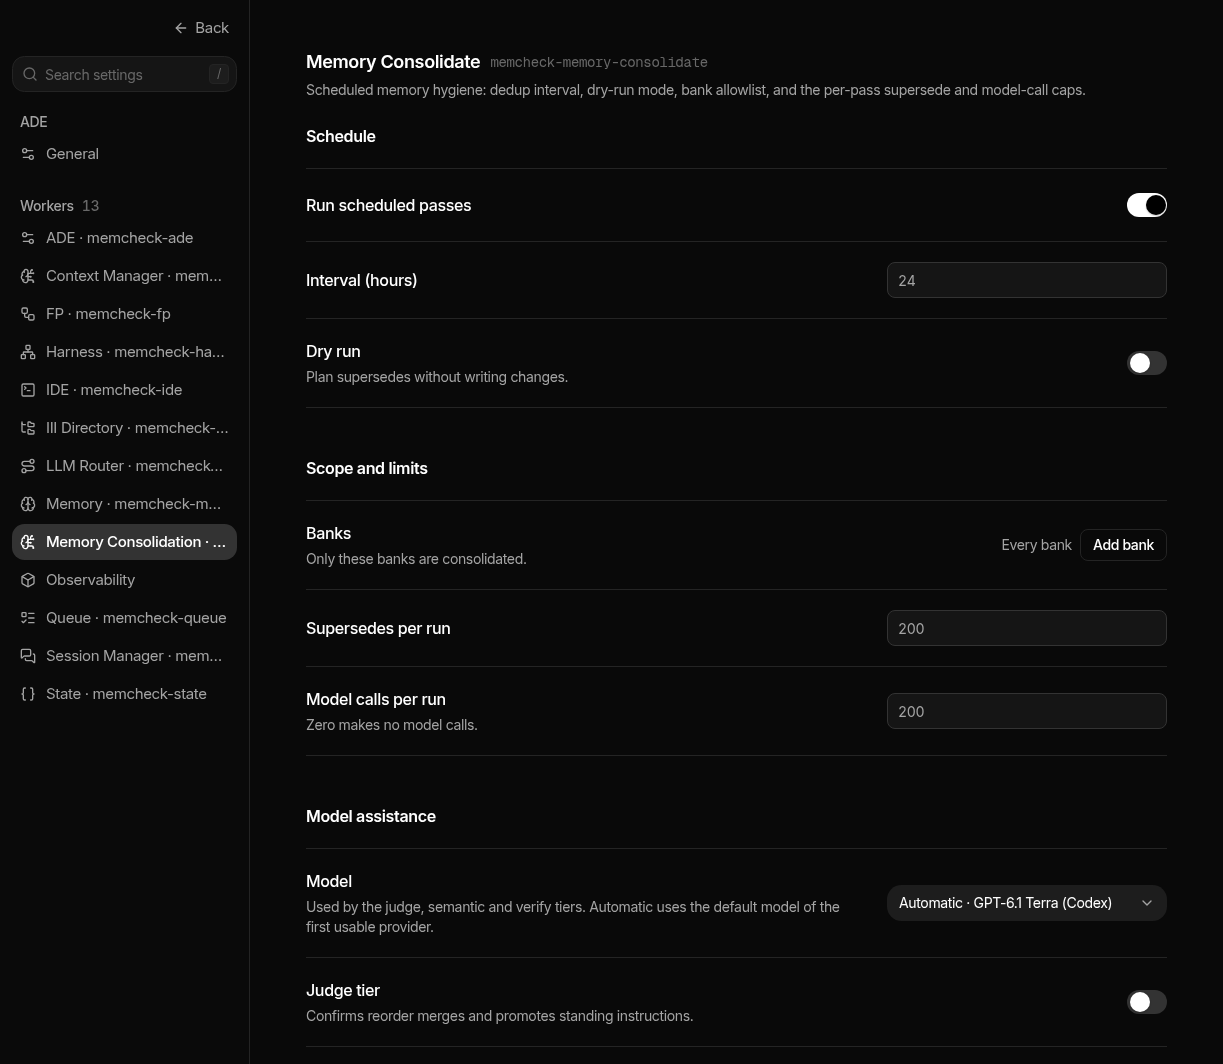 Back
Search settings /
ADE
General
Workers 13
ADE · memcheck-ade
Context Manager · mem...
FP · memcheck-fp
Harness · memcheck-ha...
IDE · memcheck-ide
III Directory · memcheck-...
LLM Router · memcheck...
Memory · memcheck-m...
Memory Consolidation · ...
Observability
Queue · memcheck-queue
Session Manager · mem...
State · memcheck-state
Memory Consolidate memcheck-memory-consolidate
Scheduled memory hygiene: dedup interval, dry-run mode, bank allowlist, and the per-pass supersede and model-call caps.
Schedule
Run scheduled passes
Interval (hours) 24
Dry run
Plan supersedes without writing changes.
Scope and limits
Banks
Only these banks are consolidated.
Every bank Add bank
Supersedes per run 200
Model calls per run
Zero makes no model calls.
200
Model assistance
Model
Used by the judge, semantic and verify tiers. Automatic uses the default model of the
first usable provider.
Automatic · GPT-6.1 Terra (Codex)
Judge tier
Confirms reorder merges and promotes standing instructions.